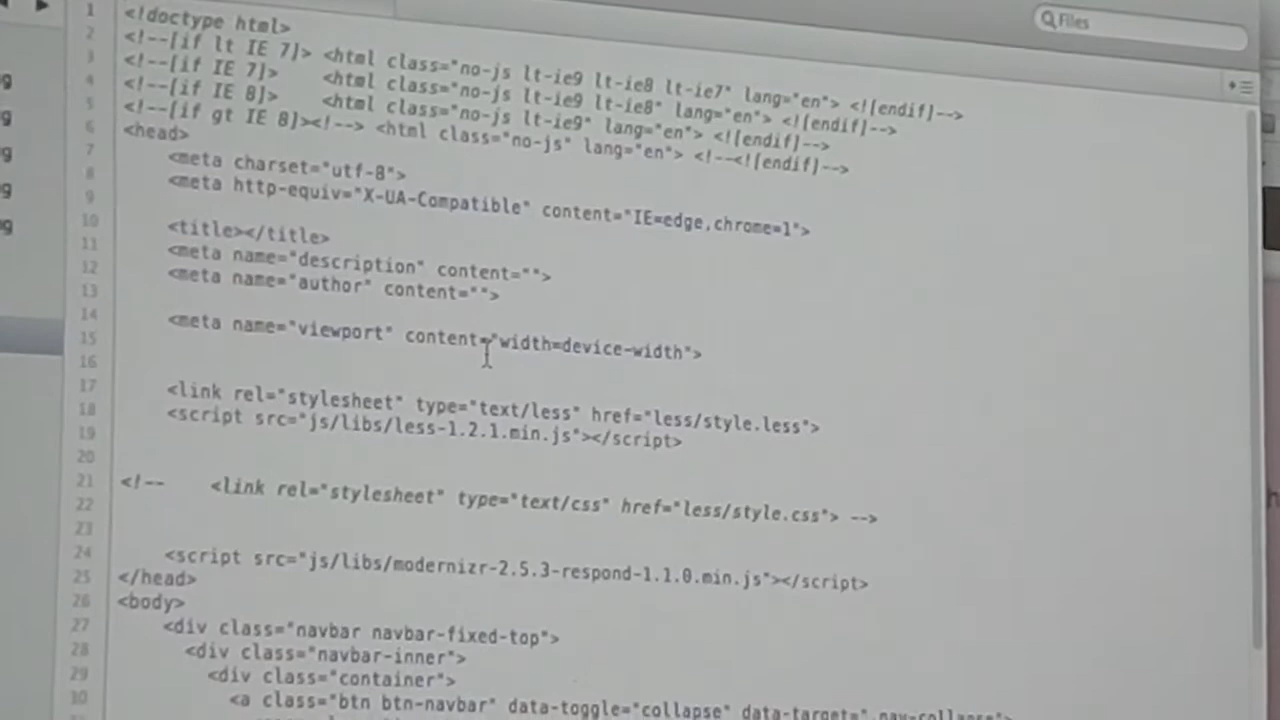 Files
1 <!doctype html>
2 <!--[if lt IE 7]> <html class="no-js lt-ie9 lt-ie8 lt-ie7" lang="en"> <![endif]-->
3 <!--[if IE 7]>    <html class="no-js lt-ie9 lt-ie8" lang="en"> <![endif]-->
4 <!--[if IE 8]>    <html class="no-js lt-ie9" lang="en"> <![endif]-->
5 <!--[if gt IE 8]><!--> <html class="no-js" lang="en"> <!--<![endif]-->
6 <head>
7     <meta charset="utf-8">
8     <meta http-equiv="X-UA-Compatible" content="IE=edge,chrome=1">
9
10     <title></title>
11     <meta name="description" content="">
12     <meta name="author" content="">
13
14     <meta name="viewport" content="width=device-width">
15
16
17     <link rel="stylesheet" type="text/less" href="less/style.less">
18     <script src="js/libs/less-1.2.1.min.js"></script>
19
20
21 <!--    <link rel="stylesheet" type="text/css" href="less/style.css"> -->
22
23
24     <script src="js/libs/modernizr-2.5.3-respond-1.1.0.min.js"></script>
25 </head>
26 <body>
27     <div class="navbar navbar-fixed-top">
28       <div class="navbar-inner">
29         <div class="container">
30           <a class="btn btn-navbar" data-toggle="collapse" data-target=".nav-collapse">
g
g
g
g
g